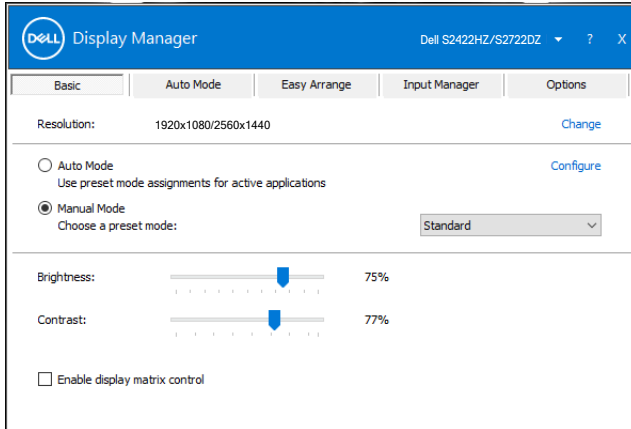 DELL Display Manager Dell S2422HZ/S2722DZ ? X
Basic Auto Mode Easy Arrange Input Manager Options
Resolution: 1920x1080/2560x1440 Change
Auto Mode Configure
Use preset mode assignments for active applications
Manual Mode
Choose a preset mode: Standard
Brightness: 75%
Contrast: 77%
Enable display matrix control